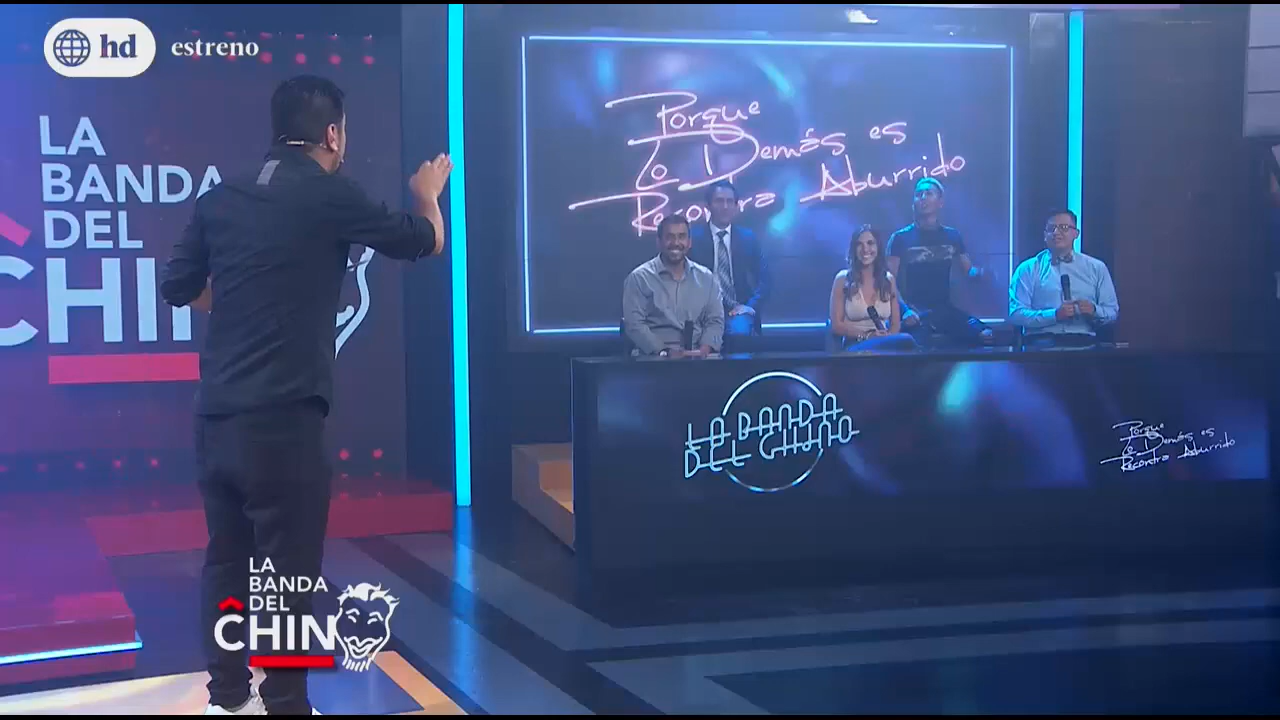 hd estreno
LA
BANDA
DEL
CHIN
Porque
Lo Demás es
Recontra Aburrido
LA BANDA
DEL CHINO
Porque
Lo Demás es
Recontra Aburrido
LA
BANDA
DEL
CHIN